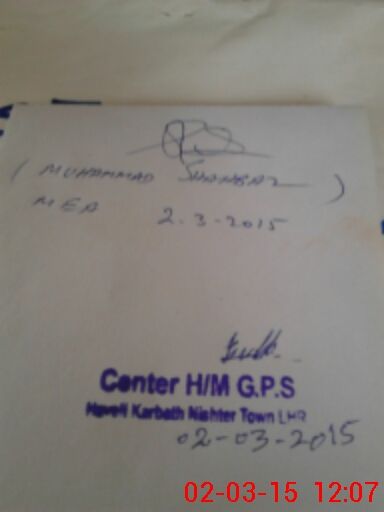 ( MUHAMMAD SHAHBAZ )
MEA 2.3-2015
Center H/M G.P.S
Haveli Karbath Nishter Town LHR
02-03-2015
02-03-15 12:07